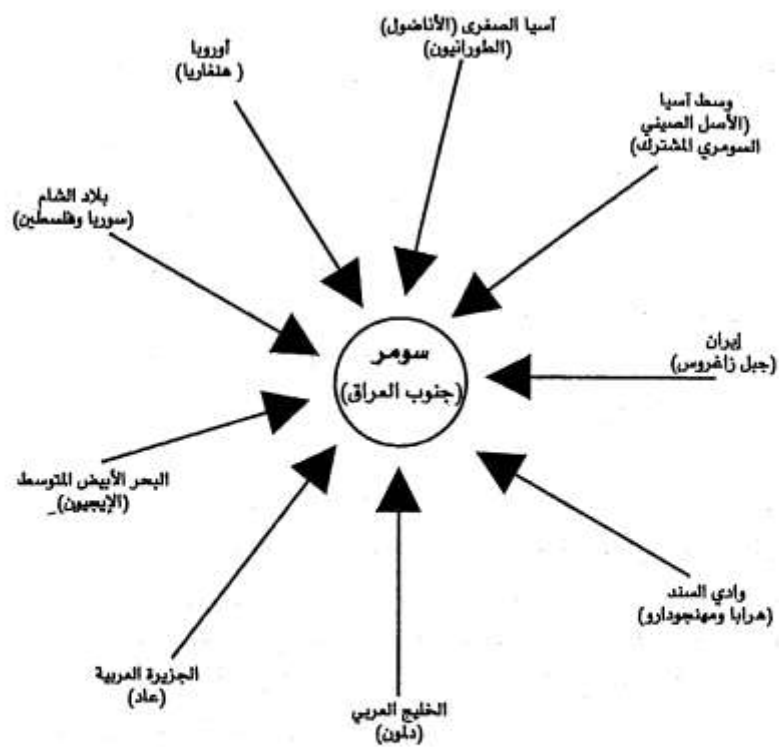 آسيا الصغرى (الأناضول)
(الطورانيون)
أوروبا
(هنغاريا)
وسط آسيا
(الأصل الصيني
السومري المشترك)
بلاد الشام
(سوريا وفلسطين)
إيران
(جبل زاغروس)
سومر
(جنوب العراق)
البحر الأبيض المتوسط
(الإيجيون)
وادي السند
(هرابا ومهنجودارو)
الجزيرة العربية
(عاد)
الخليج العربي
(دلمون)